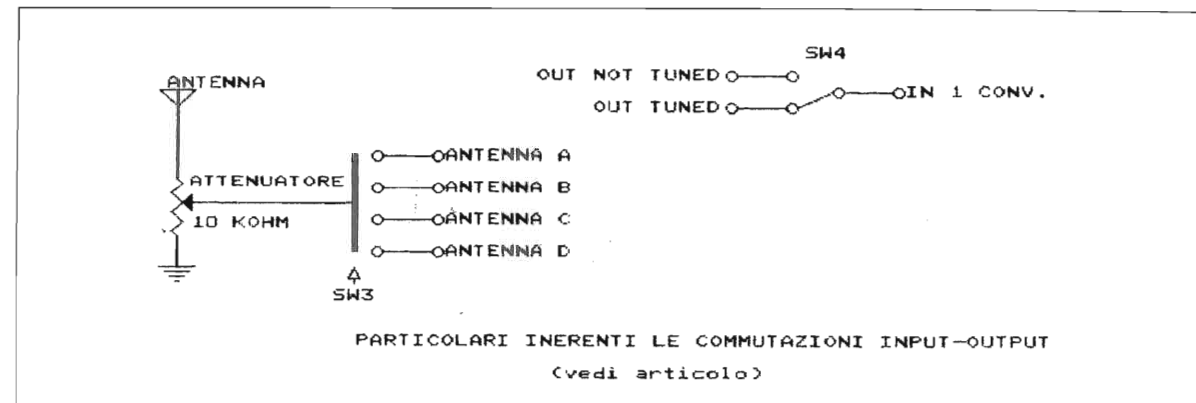 ANTENNA
ATTENUATORE
10 KOHM
SW3
ANTENNA A
ANTENNA B
ANTENNA C
ANTENNA D
SW4
OUT NOT TUNED
OUT TUNED
IN 1 CONV.
PARTICOLARI INERENTI LE COMMUTAZIONI INPUT-OUTPUT
(vedi articolo)